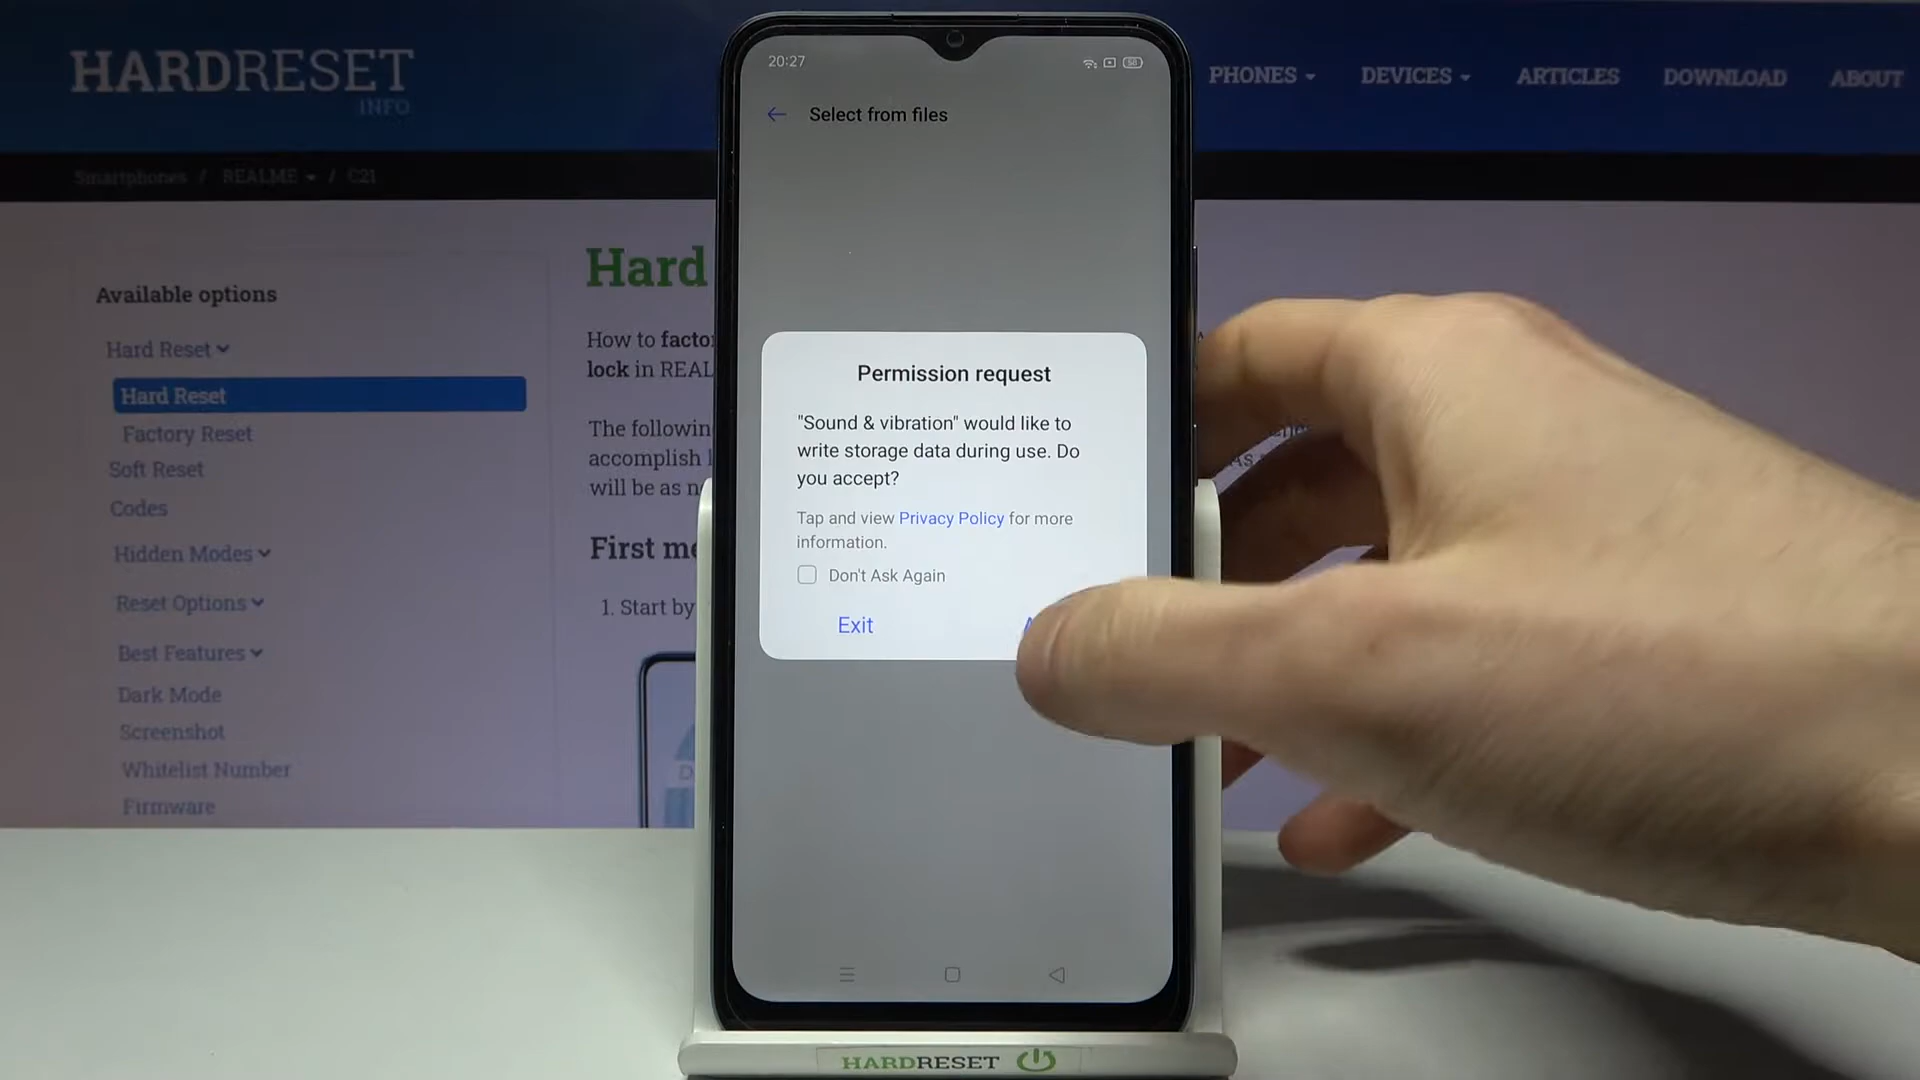 HARDRESET
INFO
PHONES
DEVICES
ARTICLES
DOWNLOAD
ABOUT
Smartphones / REALME / C21
Available options
Hard Reset
Hard Reset
Factory Reset
Soft Reset
Codes
Hidden Modes
Reset Options
Best Features
Dark Mode
Screenshot
Whitelist Number
Firmware
Hard
How to
lock in
The following
accomplish
will be as
First
1. Start by
20:27
58
Select from files
Permission request
"Sound & vibration" would like to
write storage data during use. Do
you accept?
Tap and view Privacy Policy for more
information.
Don't Ask Again
Exit
HARDRESET